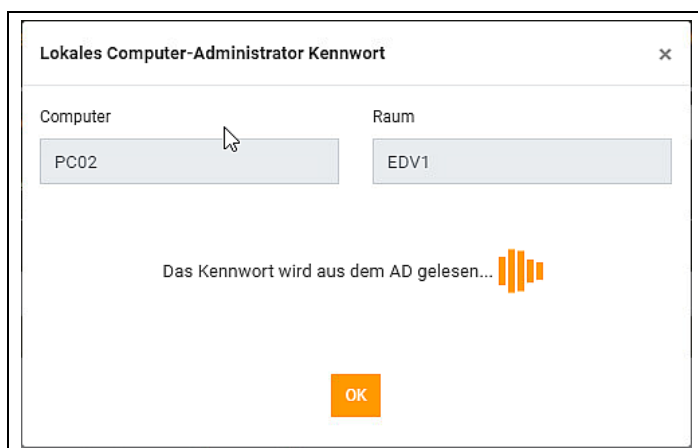 Lokales Computer-Administrator Kennwort ×
Computer Raum
PC02 EDV1
Das Kennwort wird aus dem AD gelesen...
OK